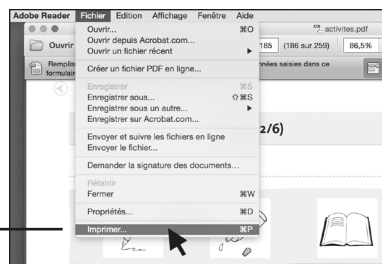 Adobe Reader Fichier Edition Affichage Fenêtre Aide
activites.pdf
Ouvrir
185 (186 sur 259) 86,5%
Remplis
formulair
nnées saisies dans ce
Ouvrir... ⌘O
Ouvrir depuis Acrobat.com...
Ouvrir un fichier récent ▶
Créer un fichier PDF en ligne...
Enregistrer ⌘S
Enregistrer sous... ⇧⌘S
Enregistrer sous un autre... ▶
Enregistrer sur Acrobat.com...
Envoyer et suivre les fichiers en ligne
Envoyer le fichier...
Demander la signature des documents...
Rétablir
Fermer ⌘W
Propriétés... ⌘D
Imprimer... ⌘P
2/6)